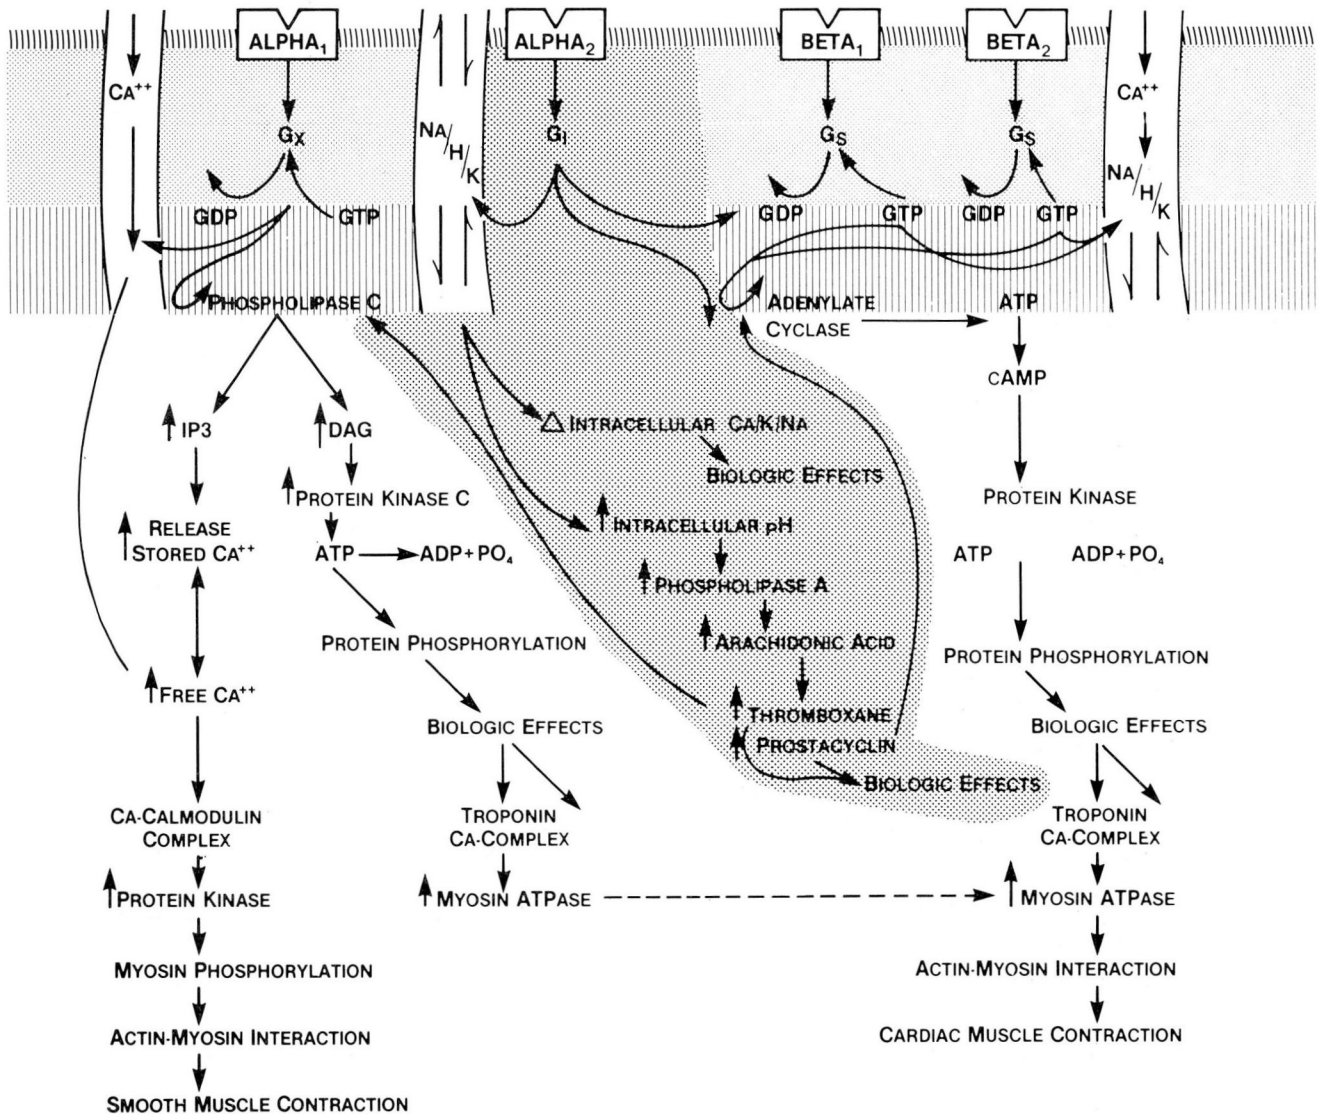 ALPHA₁
ALPHA₂
BETA₁
BETA₂
CA⁺⁺
CA⁺⁺
Gx
GI
Gs
Gs
NA/H/K
NA/H/K
GDP
GTP
GDP
GTP
GDP
GTP
PHOSPHOLIPASE C
ADENYLATE
CYCLASE
ATP
CAMP
↑ IP3
↑ DAG
△ INTRACELLULAR CA/K/NA
BIOLOGIC EFFECTS
↑ PROTEIN KINASE C
PROTEIN KINASE
↑ RELEASE
STORED CA⁺⁺
ATP
ADP+PO₄
↑ INTRACELLULAR pH
ATP
ADP+PO₄
↑ PHOSPHOLIPASE A
PROTEIN PHOSPHORYLATION
↑ ARACHIDONIC ACID
PROTEIN PHOSPHORYLATION
↑ FREE CA⁺⁺
BIOLOGIC EFFECTS
↑ THROMBOXANE
↑ PROSTACYCLIN
BIOLOGIC EFFECTS
BIOLOGIC EFFECTS
CA-CALMODULIN
COMPLEX
TROPONIN
CA-COMPLEX
TROPONIN
CA-COMPLEX
↑ PROTEIN KINASE
↑ MYOSIN ATPASE
↑ MYOSIN ATPASE
MYOSIN PHOSPHORYLATION
ACTIN-MYOSIN INTERACTION
ACTIN-MYOSIN INTERACTION
CARDIAC MUSCLE CONTRACTION
SMOOTH MUSCLE CONTRACTION